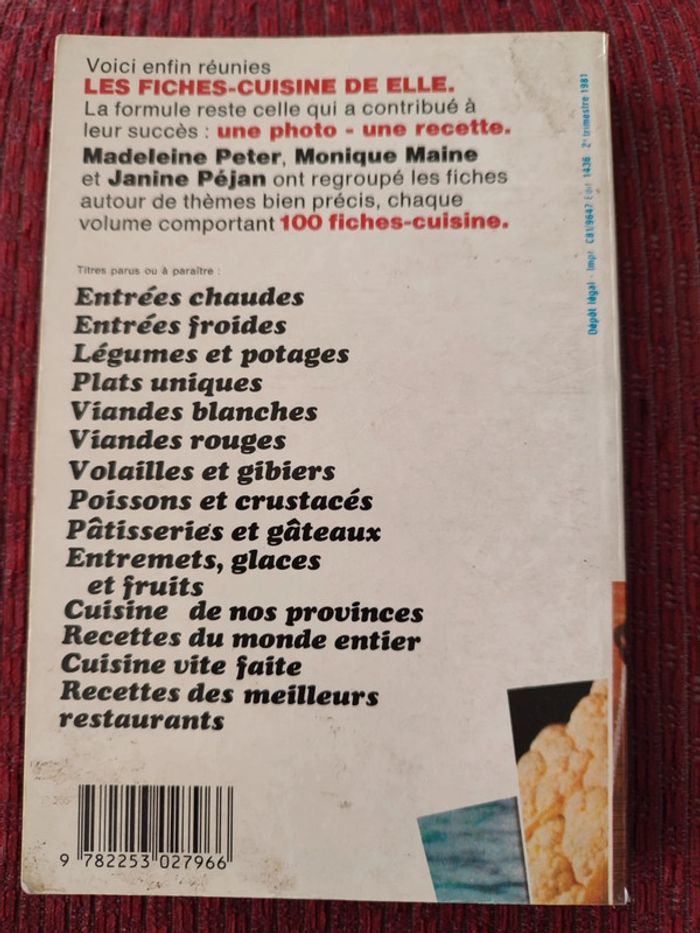 Voici enfin réunies
LES FICHES-CUISINE DE ELLE.
La formule reste celle qui a contribué à
leur succès : une photo - une recette.
Madeleine Peter, Monique Maine
et Janine Péjan ont regroupé les fiches
autour de thèmes bien précis, chaque
volume comportant 100 fiches-cuisine.
Titres parus ou à paraître :
Entrées chaudes
Entrées froides
Légumes et potages
Plats uniques
Viandes blanches
Viandes rouges
Volailles et gibiers
Poissons et crustacés
Pâtisseries et gâteaux
Entremets, glaces
et fruits
Cuisine de nos provinces
Recettes du monde entier
Cuisine vite faite
Recettes des meilleurs
restaurants
9 782253 027966
Dépôt légal - Impr. C81/9647 Édit 1436 2e trimestre 1981